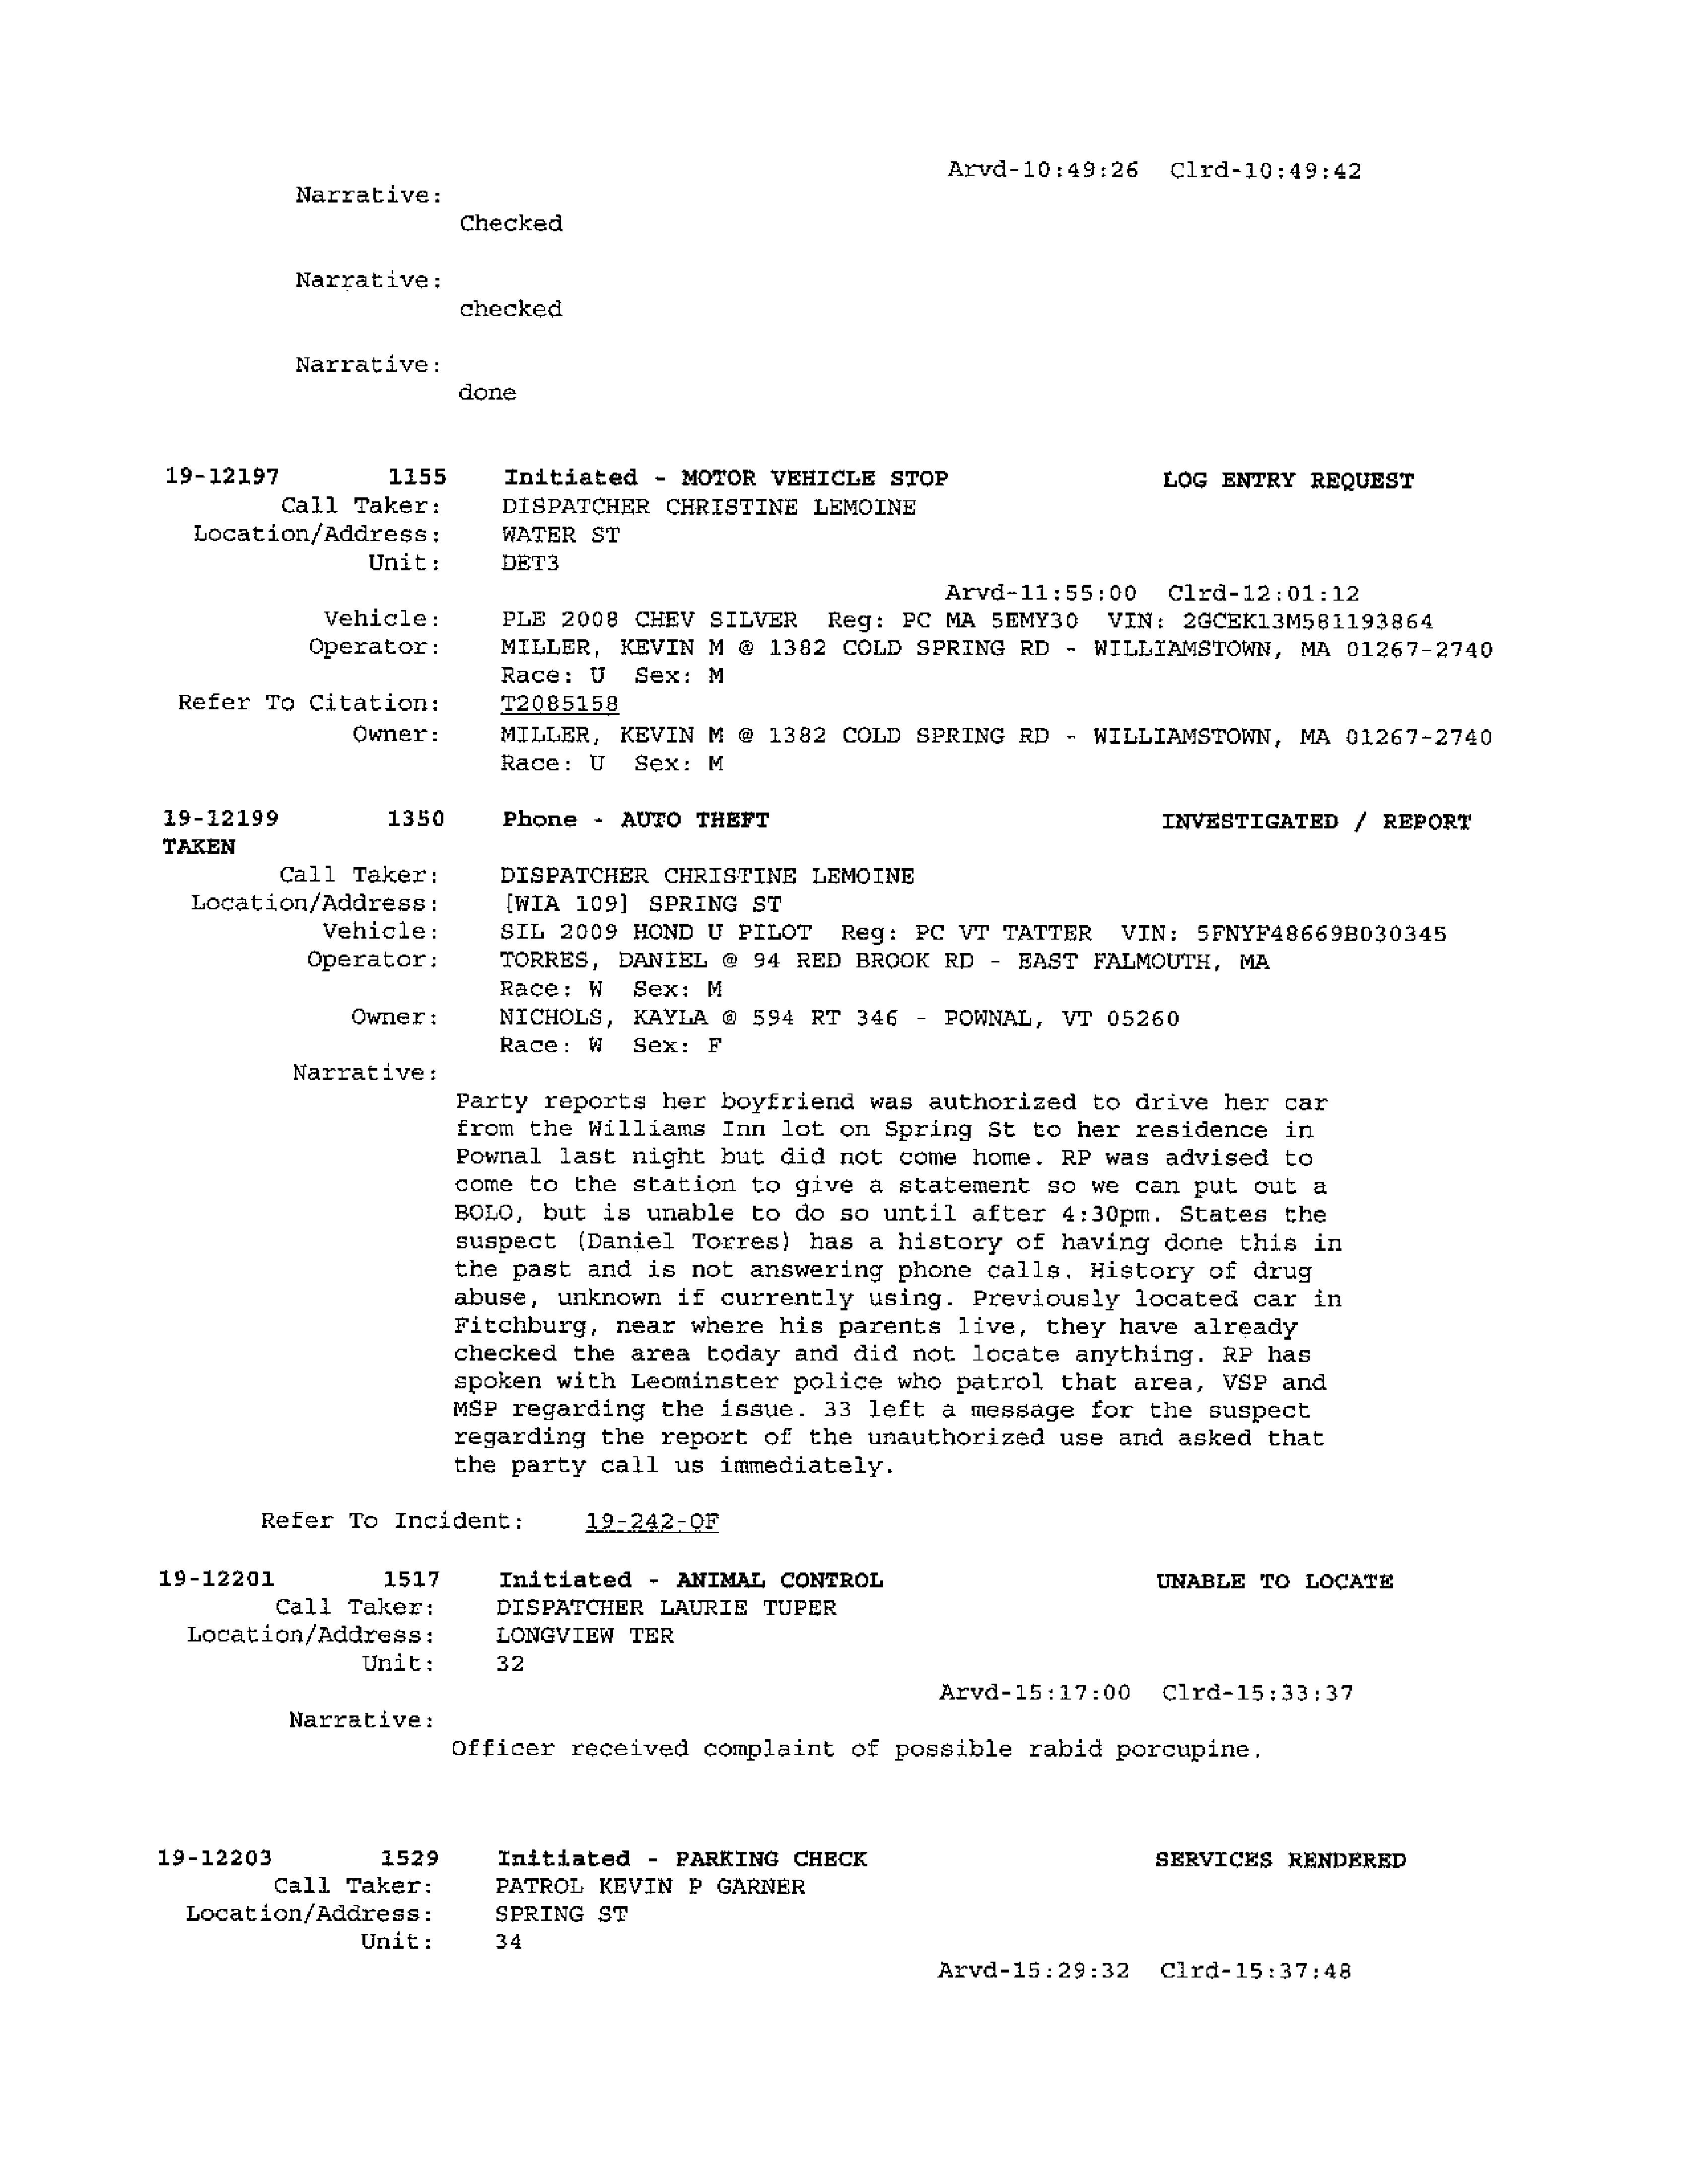 Arvd-10:49:26 Clrd-10:49:42
Narrative:
Checked
Narrative:
checked
Narrative:
done
19-12197 1155 Initiated - MOTOR VEHICLE STOP LOG ENTRY REQUEST
Call Taker: DISPATCHER CHRISTINE LEMOINE
Location/Address: WATER ST
Unit: DET3
Arvd-11:55:00 Clrd-12:01:12
Vehicle: PLE 2008 CHEV SILVER Reg: PC MA 5EMY30 VIN: 2GCEK13M581193864
Operator: MILLER, KEVIN M @ 1382 COLD SPRING RD - WILLIAMSTOWN, MA 01267-2740
Race: U Sex: M
Refer To Citation: T2085158
Owner: MILLER, KEVIN M @ 1382 COLD SPRING RD - WILLIAMSTOWN, MA 01267-2740
Race: U Sex: M
19-12199 1350 Phone - AUTO THEFT INVESTIGATED / REPORT
TAKEN
Call Taker: DISPATCHER CHRISTINE LEMOINE
Location/Address: [WIA 109] SPRING ST
Vehicle: SIL 2009 HOND U PILOT Reg: PC VT TATTER VIN: 5FNYF48669B030345
Operator: TORRES, DANIEL @ 94 RED BROOK RD - EAST FALMOUTH, MA
Race: W Sex: M
Owner: NICHOLS, KAYLA @ 594 RT 346 - POWNAL, VT 05260
Race: W Sex: F
Narrative:
Party reports her boyfriend was authorized to drive her car
from the Williams Inn lot on Spring St to her residence in
Pownal last night but did not come home. RP was advised to
come to the station to give a statement so we can put out a
BOLO, but is unable to do so until after 4:30pm. States the
suspect (Daniel Torres) has a history of having done this in
the past and is not answering phone calls. History of drug
abuse, unknown if currently using. Previously located car in
Fitchburg, near where his parents live, they have already
checked the area today and did not locate anything. RP has
spoken with Leominster police who patrol that area, VSP and
MSP regarding the issue. 33 left a message for the suspect
regarding the report of the unauthorized use and asked that
the party call us immediately.
Refer To Incident: 19-242-OF
19-12201 1517 Initiated - ANIMAL CONTROL UNABLE TO LOCATE
Call Taker: DISPATCHER LAURIE TUPER
Location/Address: LONGVIEW TER
Unit: 32
Arvd-15:17:00 Clrd-15:33:37
Narrative:
Officer received complaint of possible rabid porcupine.
19-12203 1529 Initiated - PARKING CHECK SERVICES RENDERED
Call Taker: PATROL KEVIN P GARNER
Location/Address: SPRING ST
Unit: 34
Arvd-15:29:32 Clrd-15:37:48